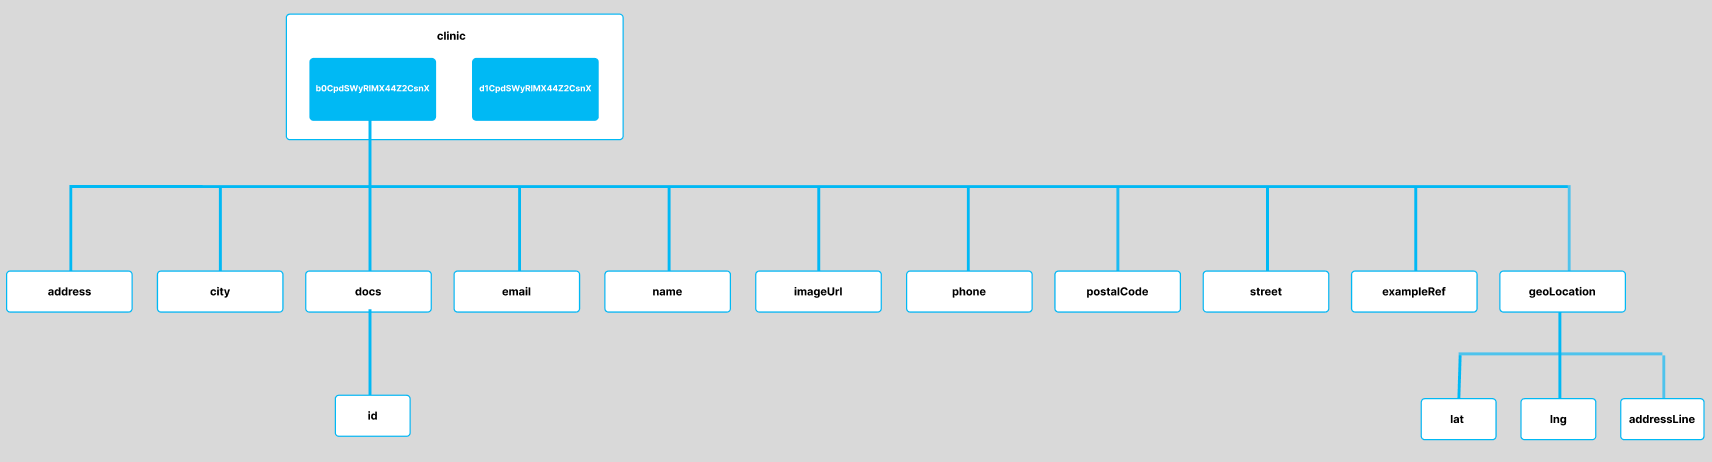 clinic
b0CpdSWyRlMX44Z2CsnX
d1CpdSWyRlMX44Z2CsnX
address
city
docs
email
name
imageUrl
phone
postalCode
street
exampleRef
geoLocation
id
lat
lng
addressLine